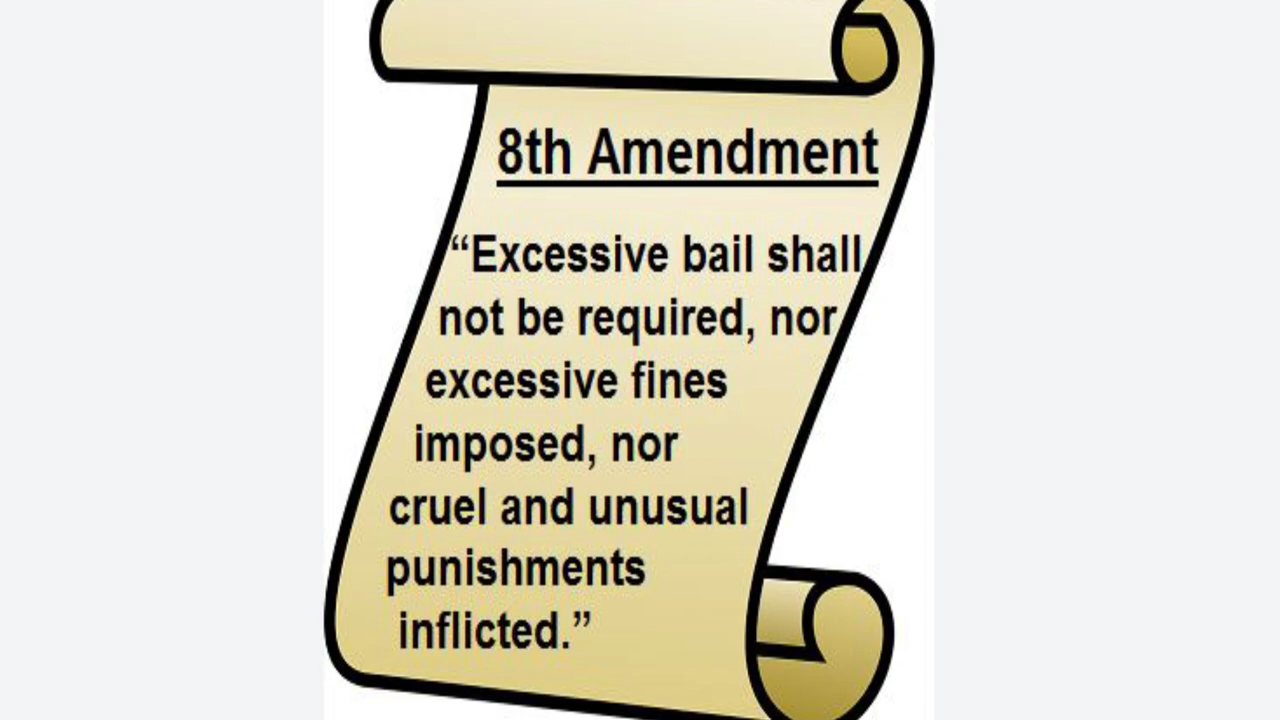 8th Amendment
“Excessive bail shall
not be required, nor
excessive fines
imposed, nor
cruel and unusual
punishments
inflicted.”